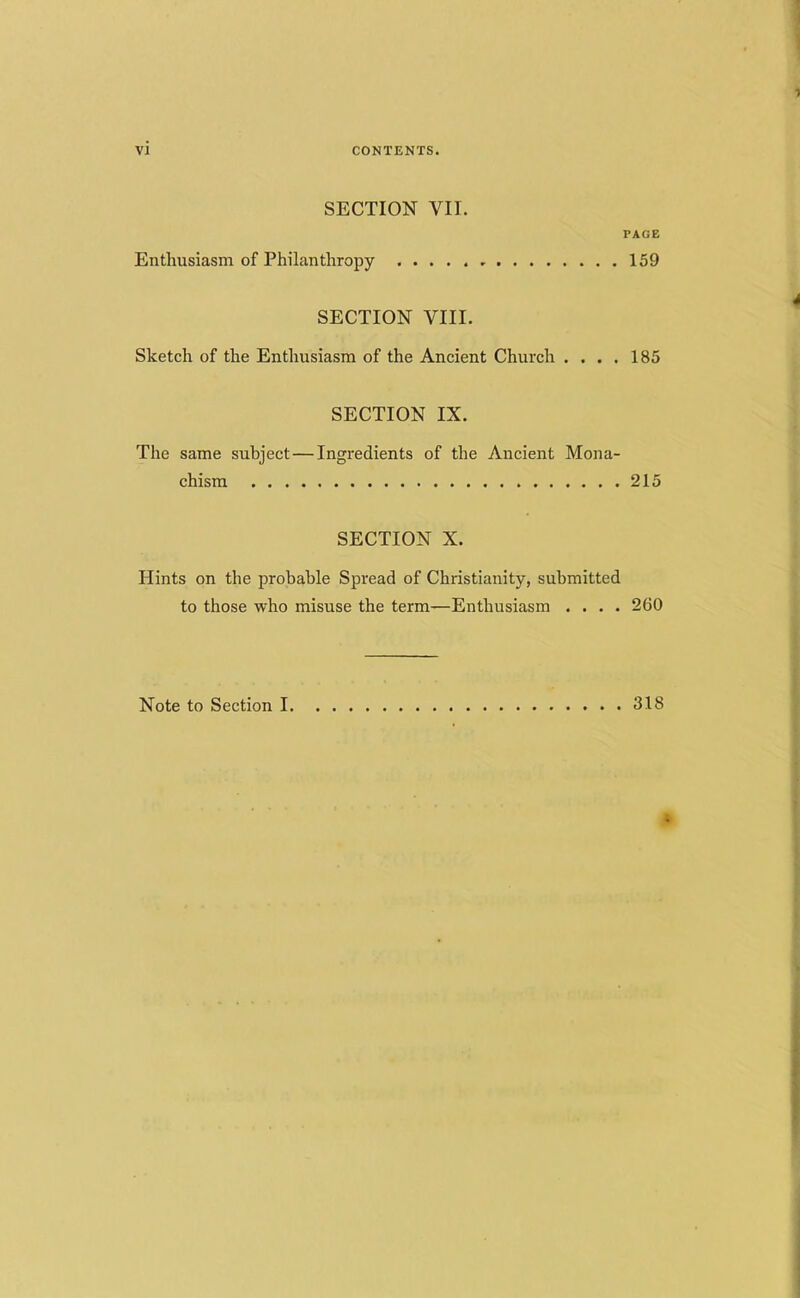 vi CONTENTS.
SECTION VII.
PAGE
Enthusiasm of Philanthropy . . . . . . . . . . . . . . 159
SECTION VIII.
Sketch of the Enthusiasm of the Ancient Church . . . . 185
SECTION IX.
The same subject—Ingredients of the Ancient Mona-
chism . . . . . . . . . . . . . . . . . . . . . . . 215
SECTION X.
Hints on the probable Spread of Christianity, submitted
to those who misuse the term—Enthusiasm . . . . 260
Note to Section I. . . . . . . . . . . . . . . . . . . . . 318